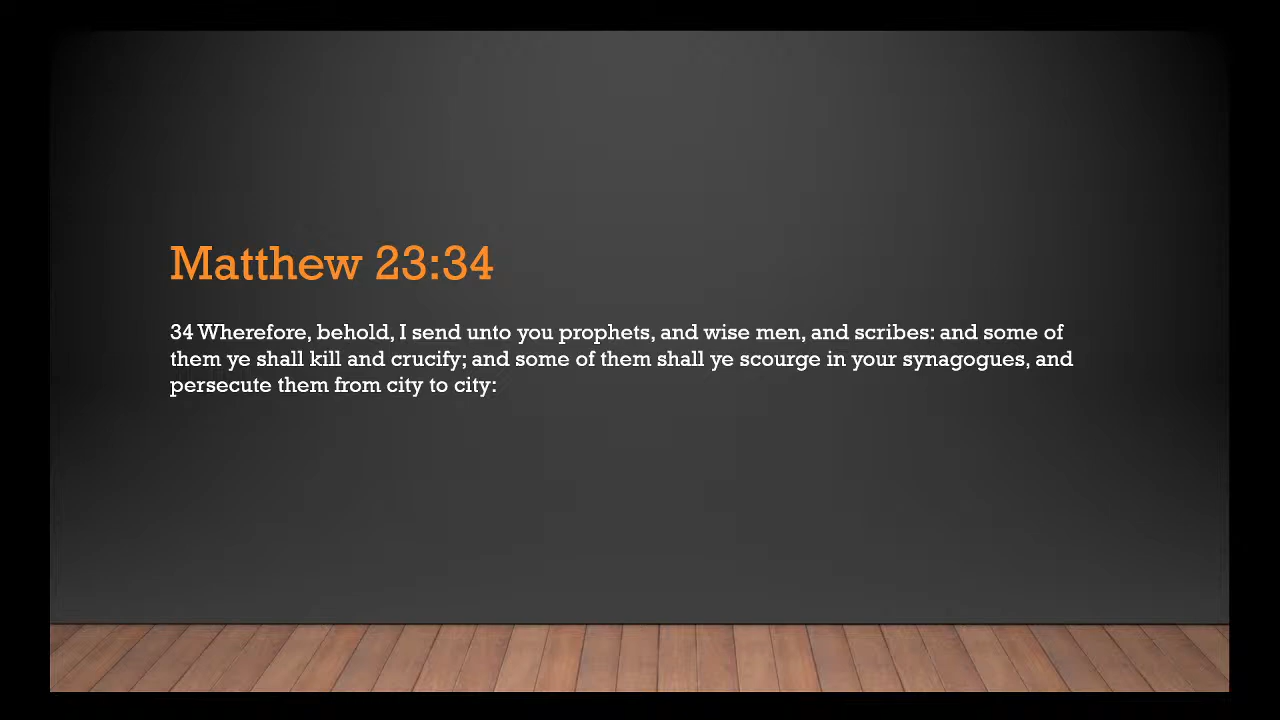 Matthew 23:34
34 Wherefore, behold, I send unto you prophets, and wise men, and scribes: and some of
them ye shall kill and crucify; and some of them shall ye scourge in your synagogues, and
persecute them from city to city: